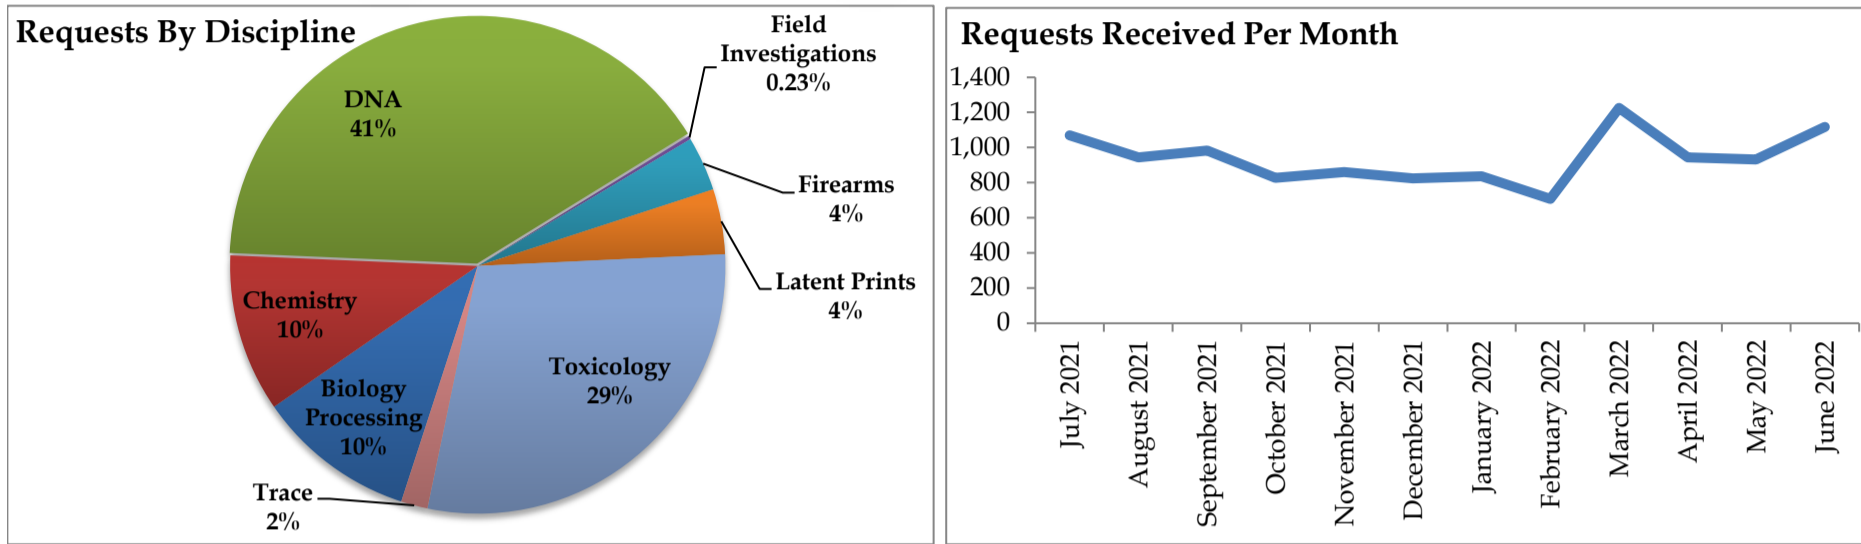 Requests By Discipline
DNA
41%
Field
Investigations
0.23%
Firearms
4%
Latent Prints
4%
Toxicology
29%
Trace
2%
Biology
Processing
10%
Chemistry
10%
Requests Received Per Month
1,400
1,200
1,000
800
600
400
200
0
July 2021
August 2021
September 2021
October 2021
November 2021
December 2021
January 2022
February 2022
March 2022
April 2022
May 2022
June 2022